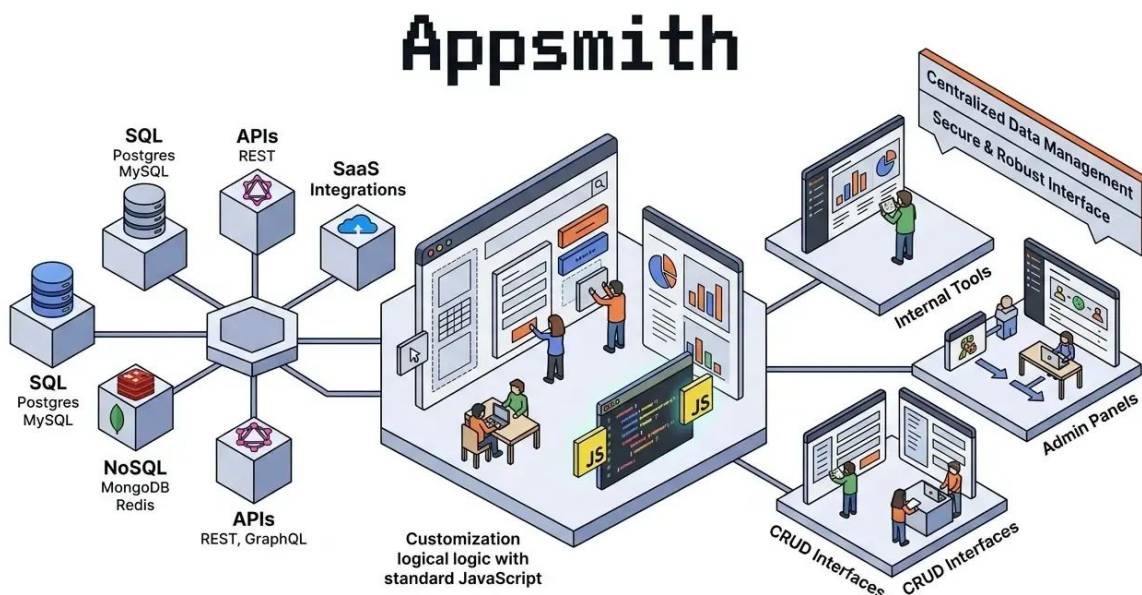 Appsmith
SQL
Postgres
MySQL
APIs
REST
SaaS
Integrations
SQL
Postgres
MySQL
NoSQL
MongoDB
Redis
APIs
REST, GraphQL
JS
JS
Customization
logical logic with
standard JavaScript
Centralized Data Management
Secure & Robust Interface
Internal Tools
Admin Panels
CRUD Interfaces
CRUD Interfaces